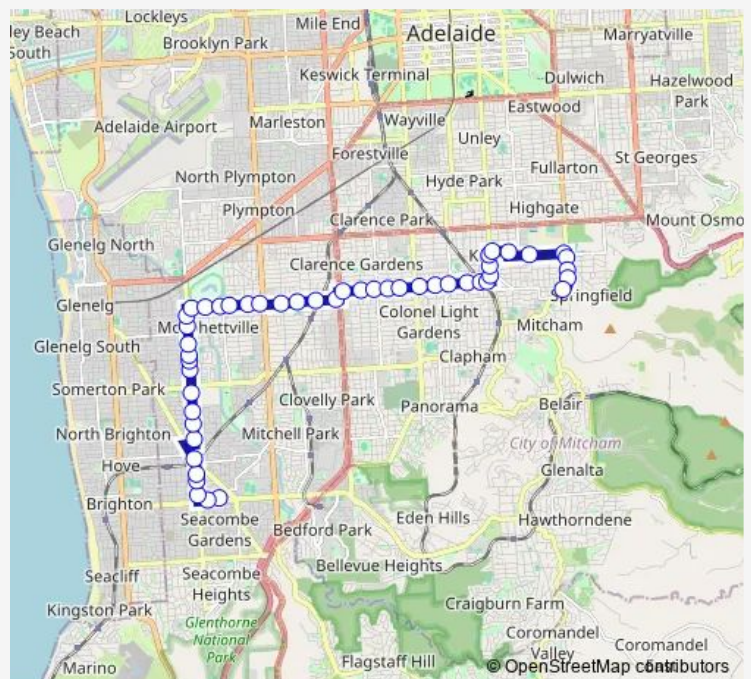 Lockleys
Mile End
ley Beach
South
Brooklyn Park
Adelaide
Marryatville
Keswick Terminal
Dulwich
Hazelwood
Park
Adelaide Airport
Marleston
Wayville
Eastwood
Unley
Forestville
St Georges
North Plympton
Hyde Park
Fullarton
Plympton
Clarence Park
Highgate
Mount Osmo
Glenelg North
K
Clarence Gardens
Glenelg
Springfield
Colonel Light
Gardens
Mitcham
Glenelg South
Clapham
Somerton Park
Clovelly Park
Panorama
Belair
North Brighton
Mitchell Park
City of Mitcham
Hove
Glenalta
Brighton
Seacombe
Gardens
Bedford Park
Eden Hills
Hawthorndene
Bellevue Heights
Seacliff
Seacombe
Heights
Kingston Park
Craigburn Farm
Glenthorne
National
Park
Coromandel
Valley
Coromandel
Marino
Flagstaff Hill
© OpenStreetMap contributors